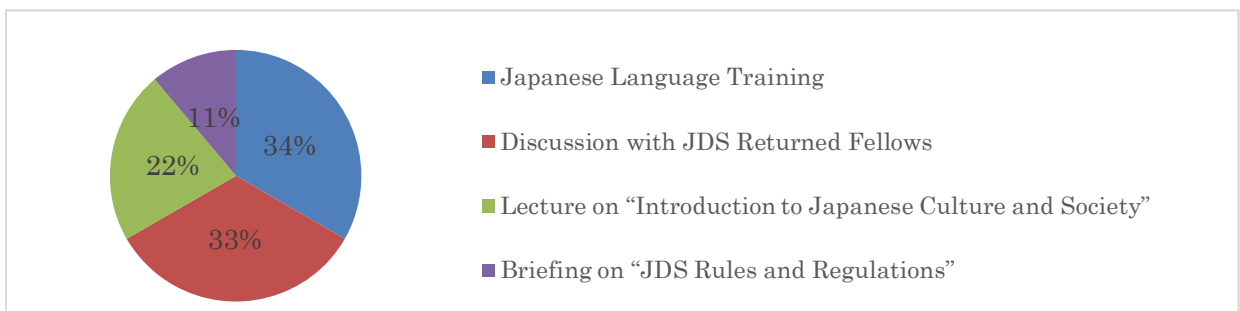 34%
33%
22%
11%
Japanese Language Training
Discussion with JDS Returned Fellows
Lecture on “Introduction to Japanese Culture and Society”
Briefing on “JDS Rules and Regulations”